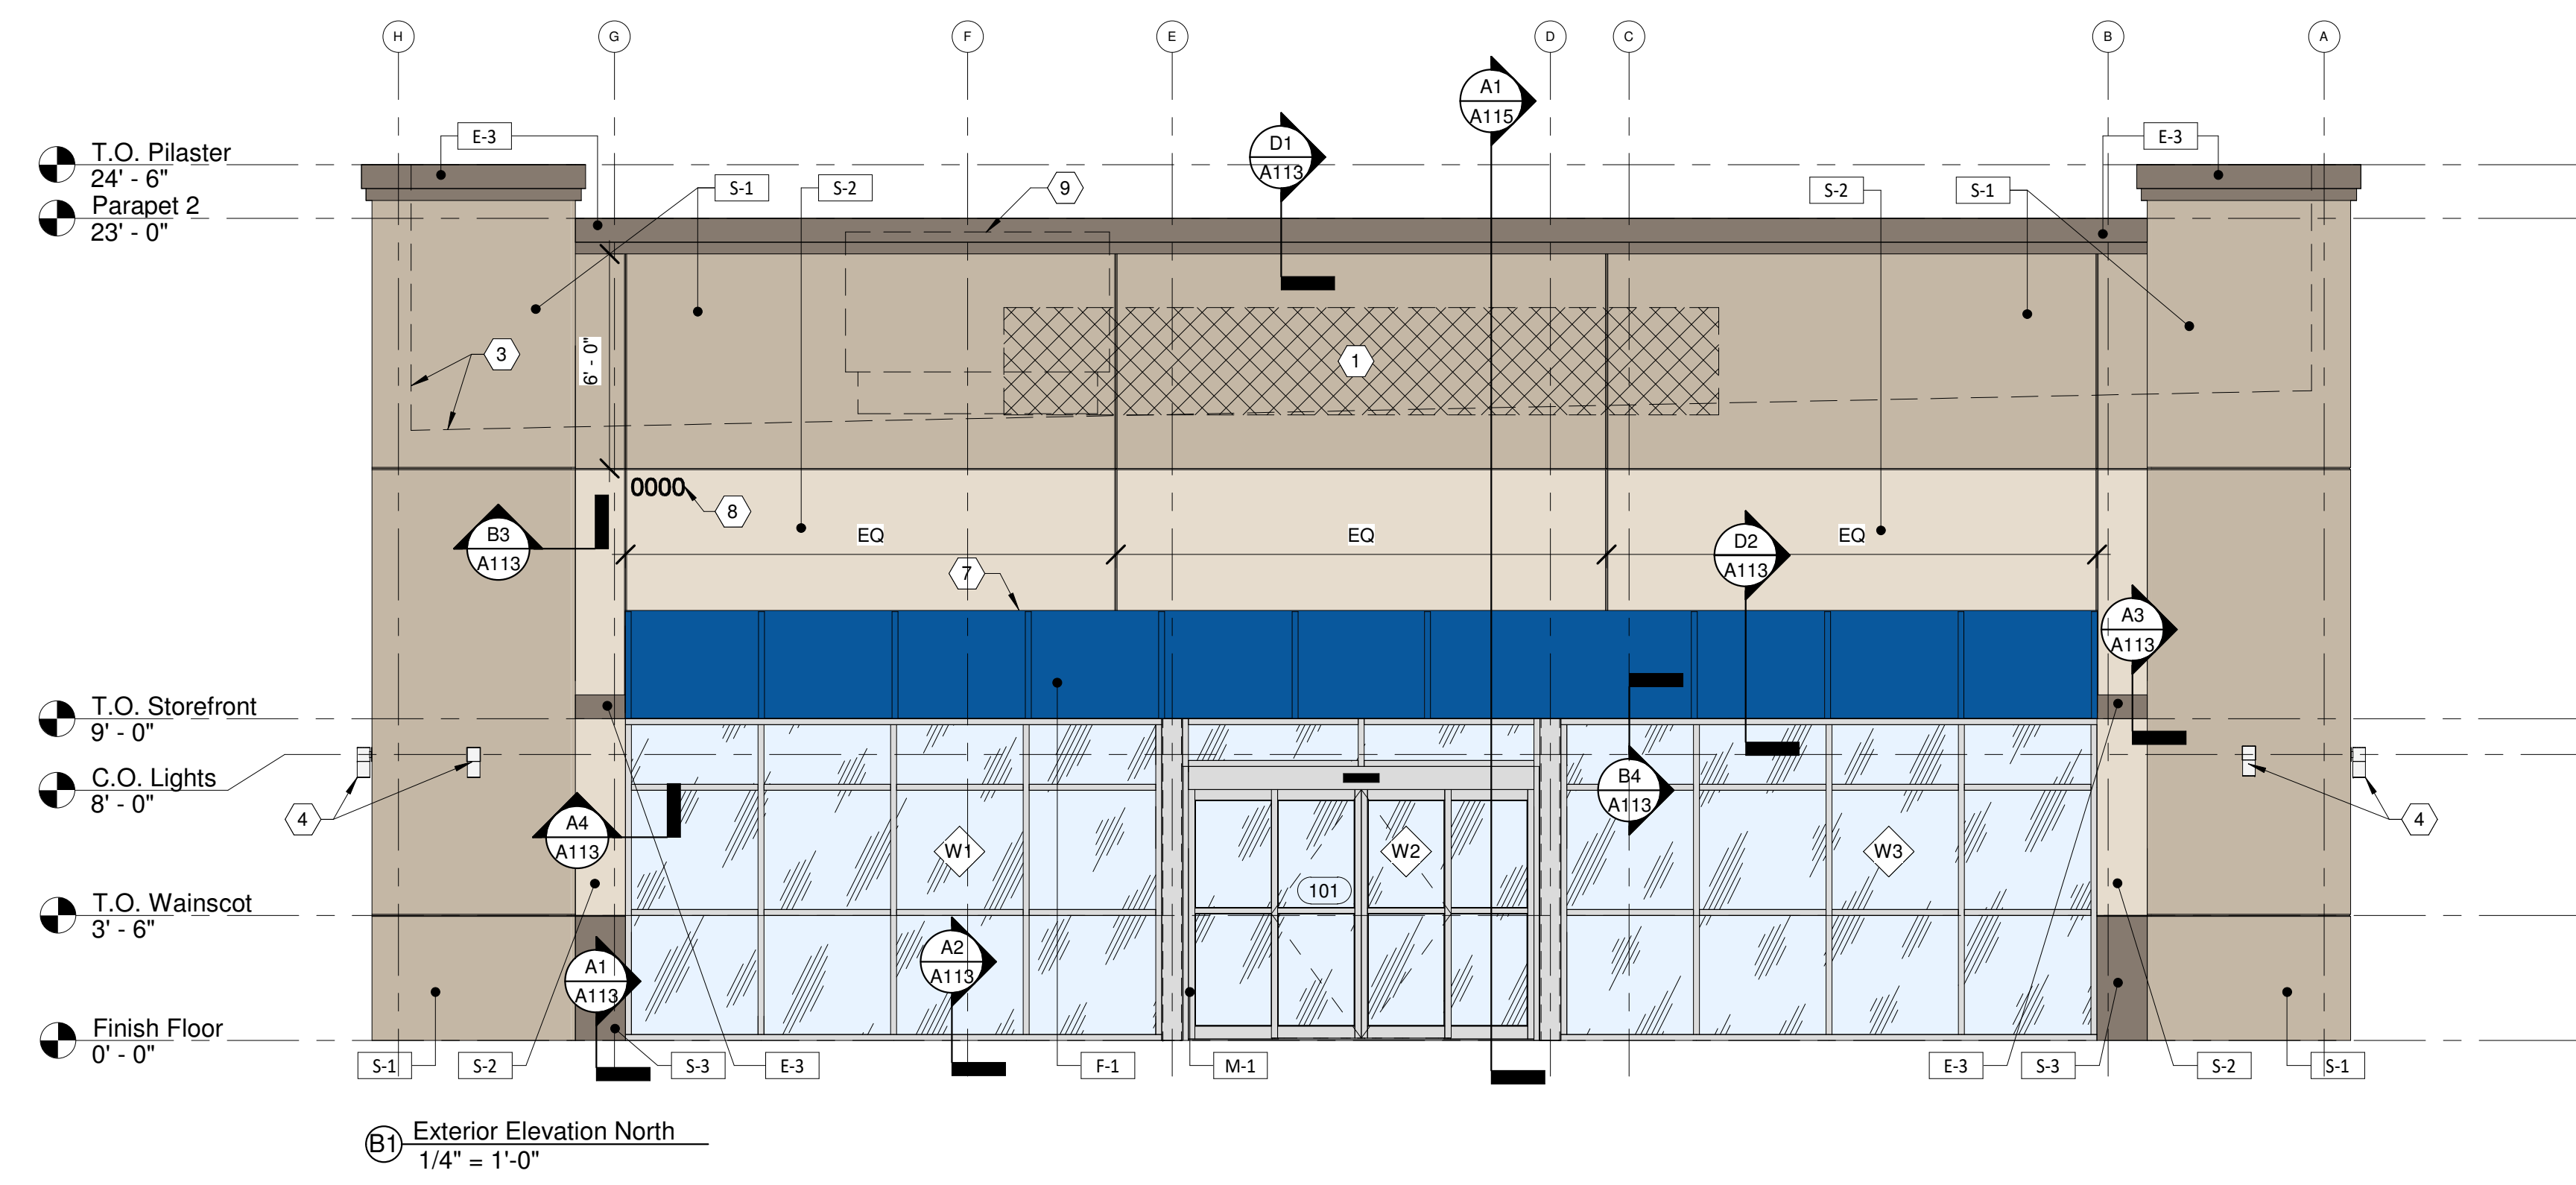 H
G
F
E
D
C
B
A
A1
A115
D1
A113
E-3
E-3
T.O. Pilaster
24' - 6"
Parapet 2
23' - 0"
S-1
S-2
9
S-2
S-1
3
6' - 0"
1
0000
8
B3
A113
EQ
EQ
EQ
D2
A113
7
A3
A113
T.O. Storefront
9' - 0"
C.O. Lights
8' - 0"
4
B4
A113
4
A4
A113
W1
W2
W3
101
T.O. Wainscot
3' - 6"
A1
A113
A2
A113
Finish Floor
0' - 0"
S-1
S-2
S-3
E-3
F-1
M-1
E-3
S-3
S-2
S-1
B1
Exterior Elevation North
1/4" = 1'-0"